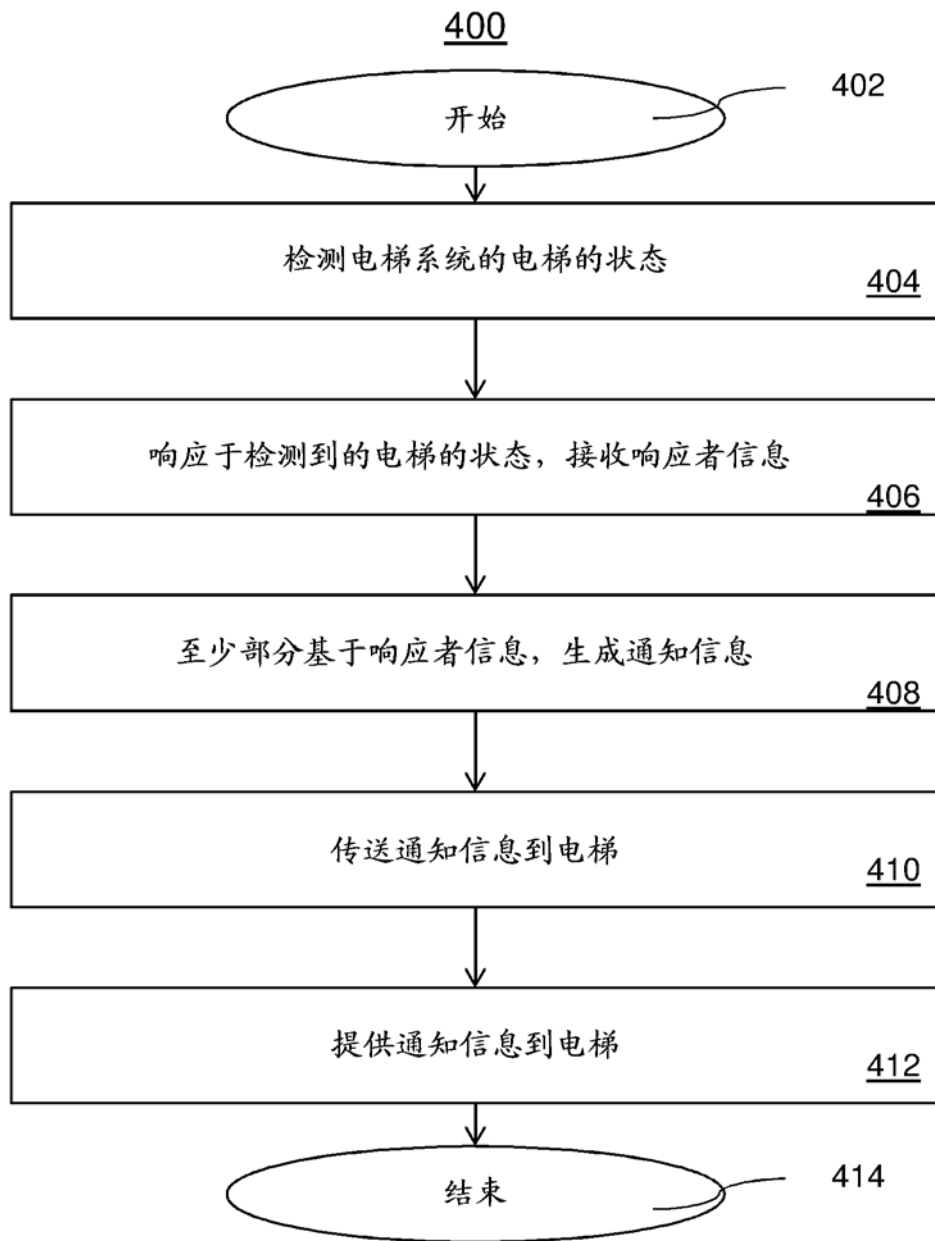 400
开始
402
检测电梯系统的电梯的状态
404
响应于检测到的电梯的状态，接收响应者信息
406
至少部分基于响应者信息，生成通知信息
408
传送通知信息到电梯
410
提供通知信息到电梯
412
结束
414